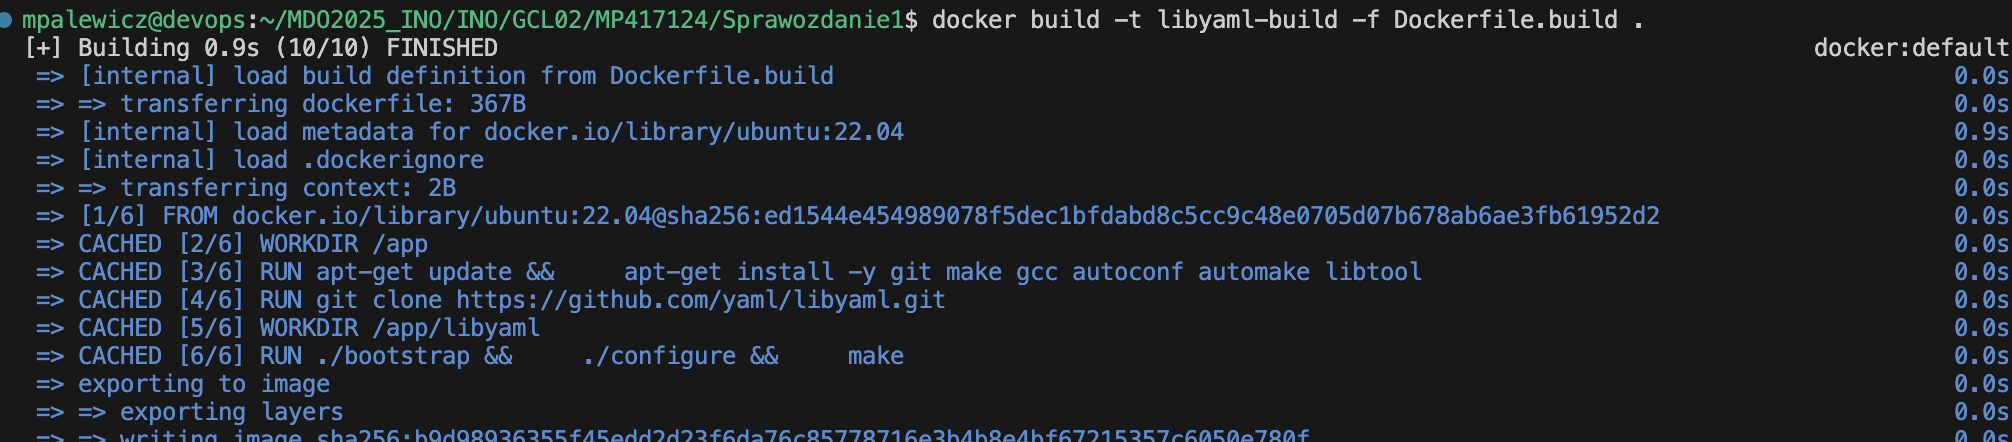 mpalewicz@devops:~/MDO2025_INO/INO/GCL02/MP417124/Sprawozdanie1$ docker build -t libyaml-build -f Dockerfile.build .
[+] Building 0.9s (10/10) FINISHED docker:default
=> [internal] load build definition from Dockerfile.build 0.0s
=> => transferring dockerfile: 367B 0.0s
=> [internal] load metadata for docker.io/library/ubuntu:22.04 0.9s
=> [internal] load .dockerignore 0.0s
=> => transferring context: 2B 0.0s
=> [1/6] FROM docker.io/library/ubuntu:22.04@sha256:ed1544e454989078f5dec1bfdabd8c5cc9c48e0705d07b678ab6ae3fb61952d2 0.0s
=> CACHED [2/6] WORKDIR /app 0.0s
=> CACHED [3/6] RUN apt-get update &&     apt-get install -y git make gcc autoconf automake libtool 0.0s
=> CACHED [4/6] RUN git clone https://github.com/yaml/libyaml.git 0.0s
=> CACHED [5/6] WORKDIR /app/libyaml 0.0s
=> CACHED [6/6] RUN ./bootstrap &&     ./configure &&     make 0.0s
=> exporting to image 0.0s
=> => exporting layers 0.0s
=> => writing image sha256:b9d98936355f45edd2d23f6da76c85778716e3b4b8e4bf67215357c6050e780f